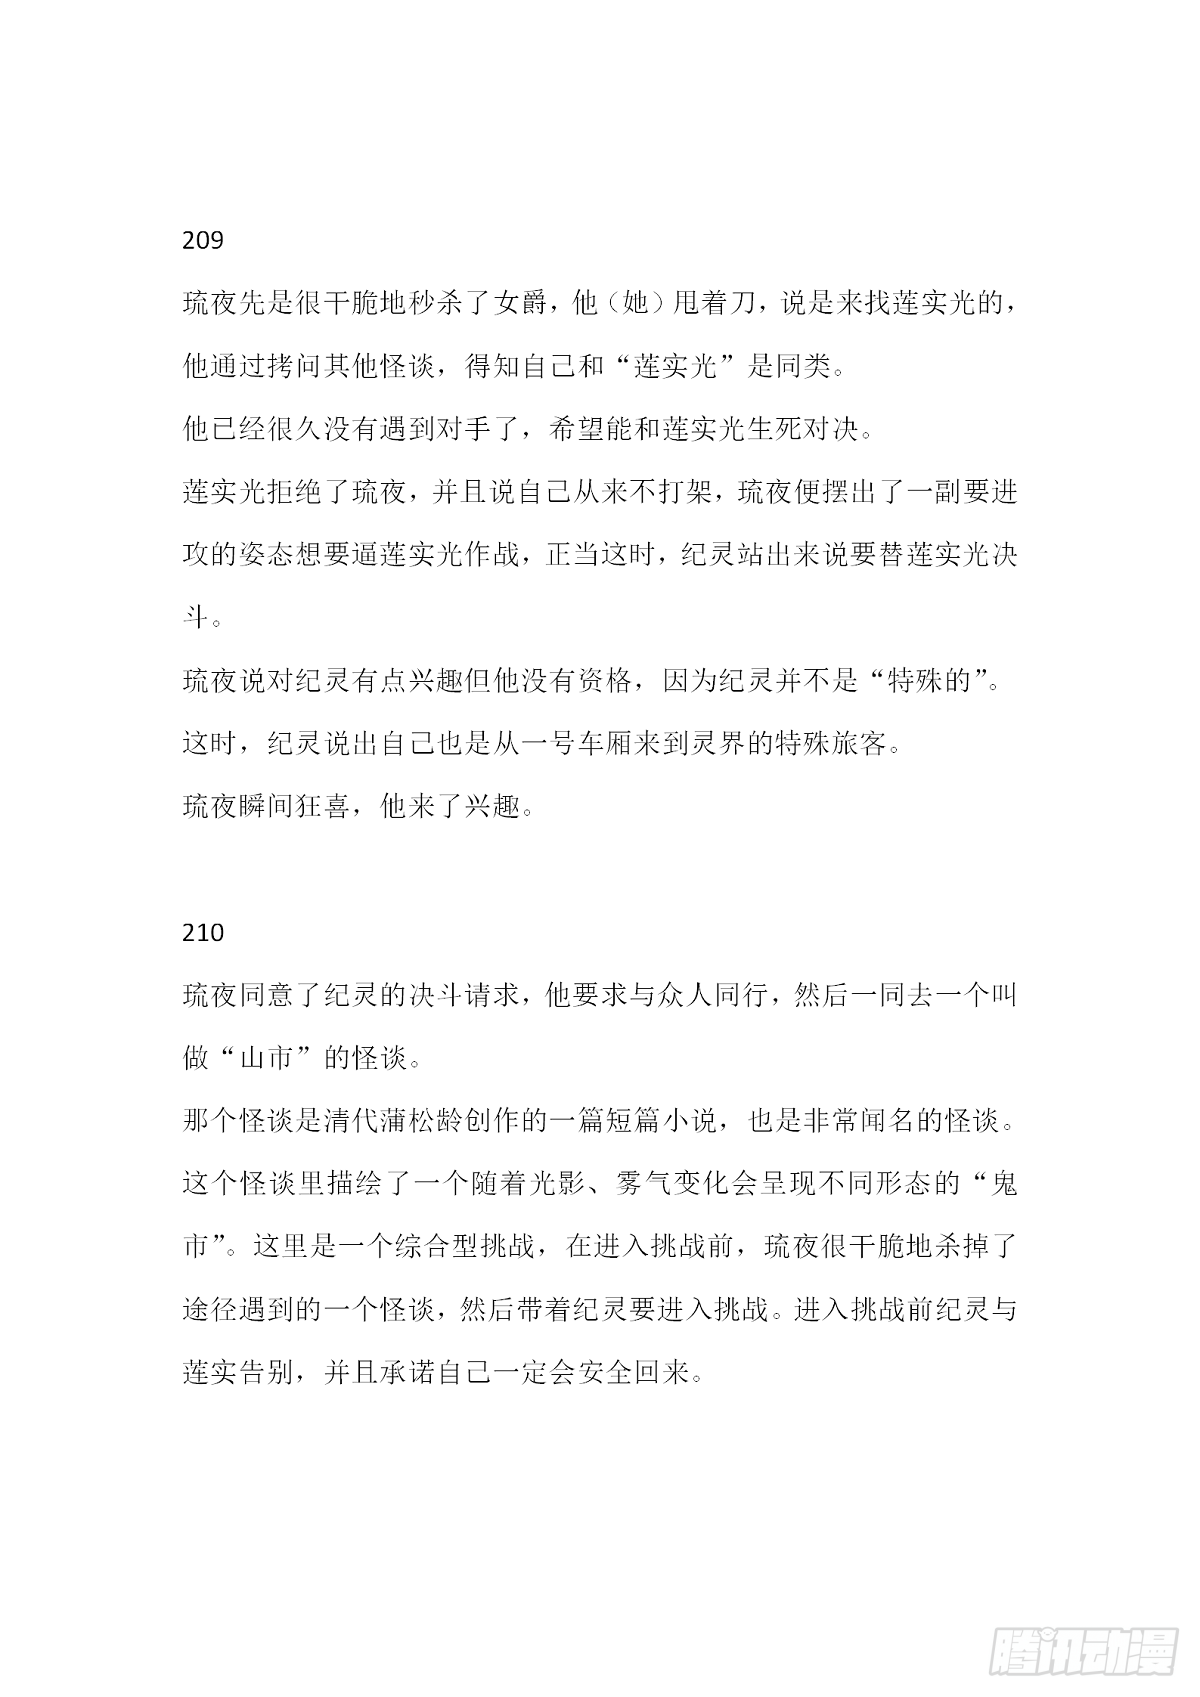 209
琉夜先是很干脆地秒杀了女爵，他（她）甩着刀，说是来找莲实光的，
他通过拷问其他怪谈，得知自己和“莲实光”是同类。
他已经很久没有遇到对手了，希望能和莲实光生死对决。
莲实光拒绝了琉夜，并且说自己从来不打架，琉夜便摆出了一副要进
攻的姿态想要逼莲实光作战，正当这时，纪灵站出来说要替莲实光决
斗。
琉夜说对纪灵有点兴趣但他没有资格，因为纪灵并不是“特殊的”。
这时，纪灵说出自己也是从一号车厢来到灵界的特殊旅客。
琉夜瞬间狂喜，他来了兴趣。
210
琉夜同意了纪灵的决斗请求，他要求与众人同行，然后一同去一个叫
做“山市”的怪谈。
那个怪谈是清代蒲松龄创作的一篇短篇小说，也是非常闻名的怪谈。
这个怪谈里描绘了一个随着光影、雾气变化会呈现不同形态的“鬼
市”。这里是一个综合型挑战，在进入挑战前，琉夜很干脆地杀掉了
途径遇到的一个怪谈，然后带着纪灵要进入挑战。进入挑战前纪灵与
莲实告别，并且承诺自己一定会安全回来。
腾讯动漫